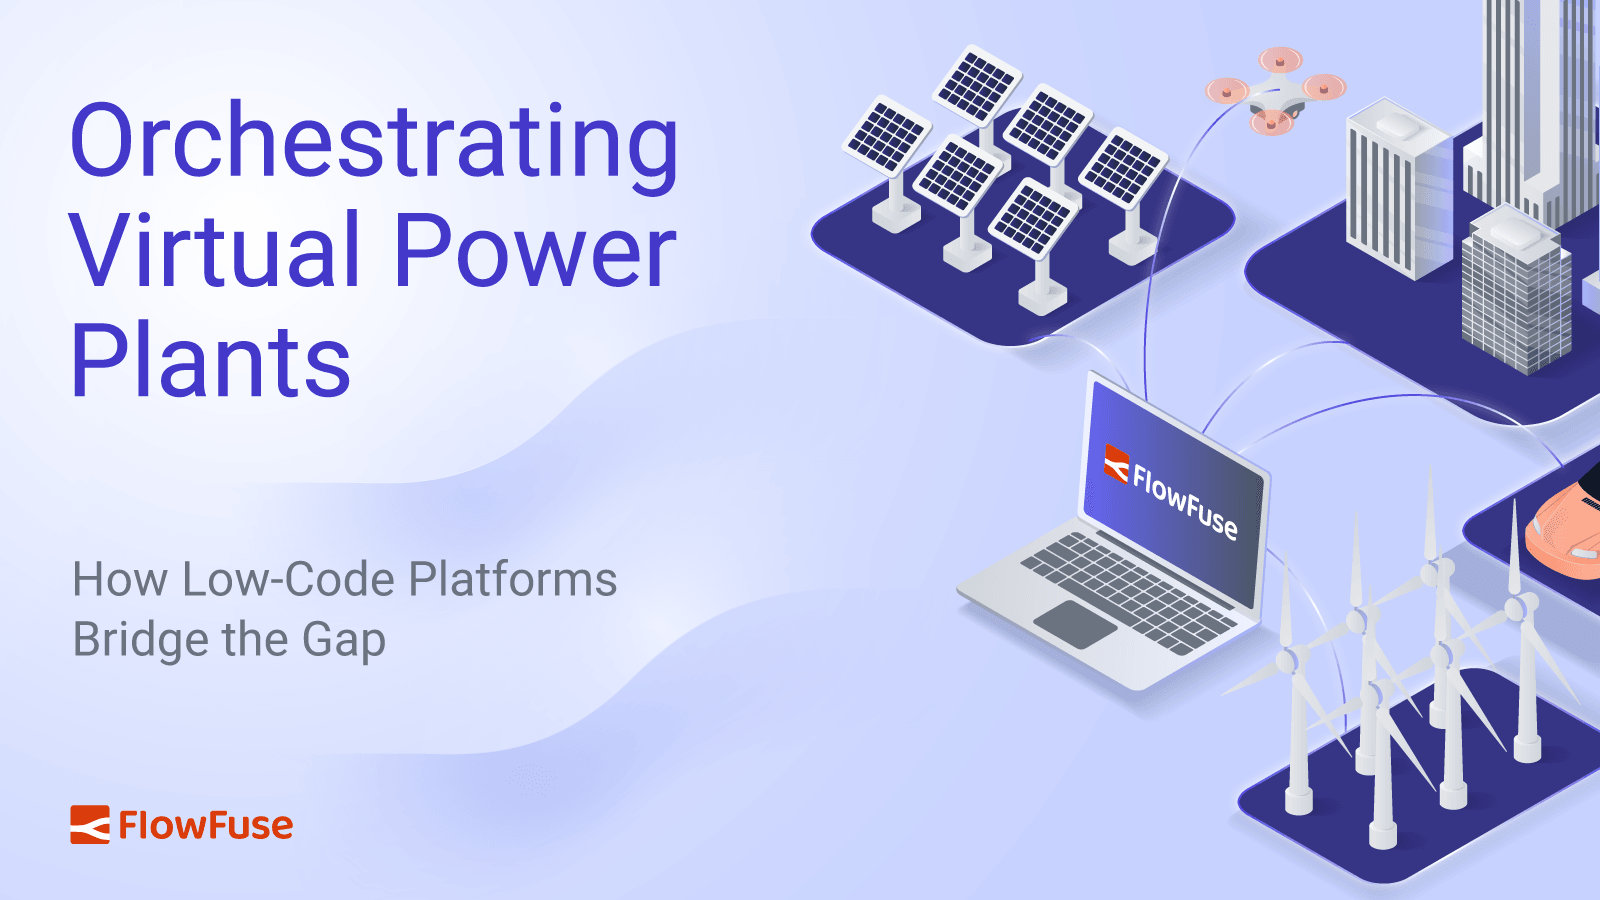 Orchestrating
Virtual Power
Plants
How Low-Code Platforms
Bridge the Gap
FlowFuse
FlowFuse